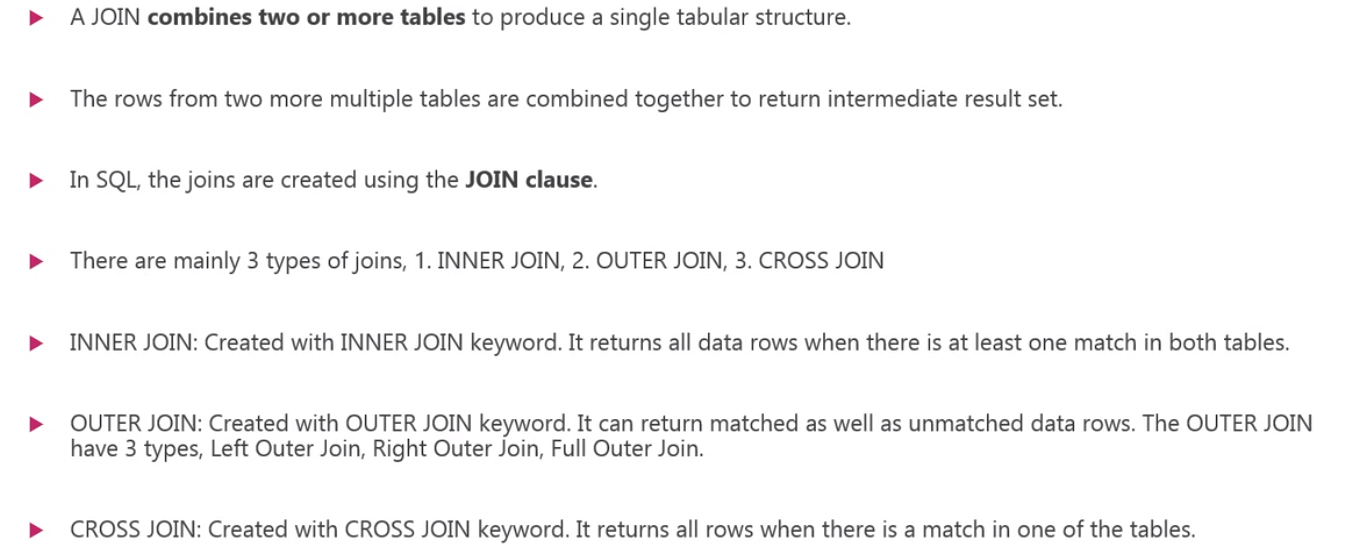 A JOIN combines two or more tables to produce a single tabular structure.
The rows from two more multiple tables are combined together to return intermediate result set.
In SQL, the joins are created using the JOIN clause.
There are mainly 3 types of joins, 1. INNER JOIN, 2. OUTER JOIN, 3. CROSS JOIN
INNER JOIN: Created with INNER JOIN keyword. It returns all data rows when there is at least one match in both tables.
OUTER JOIN: Created with OUTER JOIN keyword. It can return matched as well as unmatched data rows. The OUTER JOIN
have 3 types, Left Outer Join, Right Outer Join, Full Outer Join.
CROSS JOIN: Created with CROSS JOIN keyword. It returns all rows when there is a match in one of the tables.